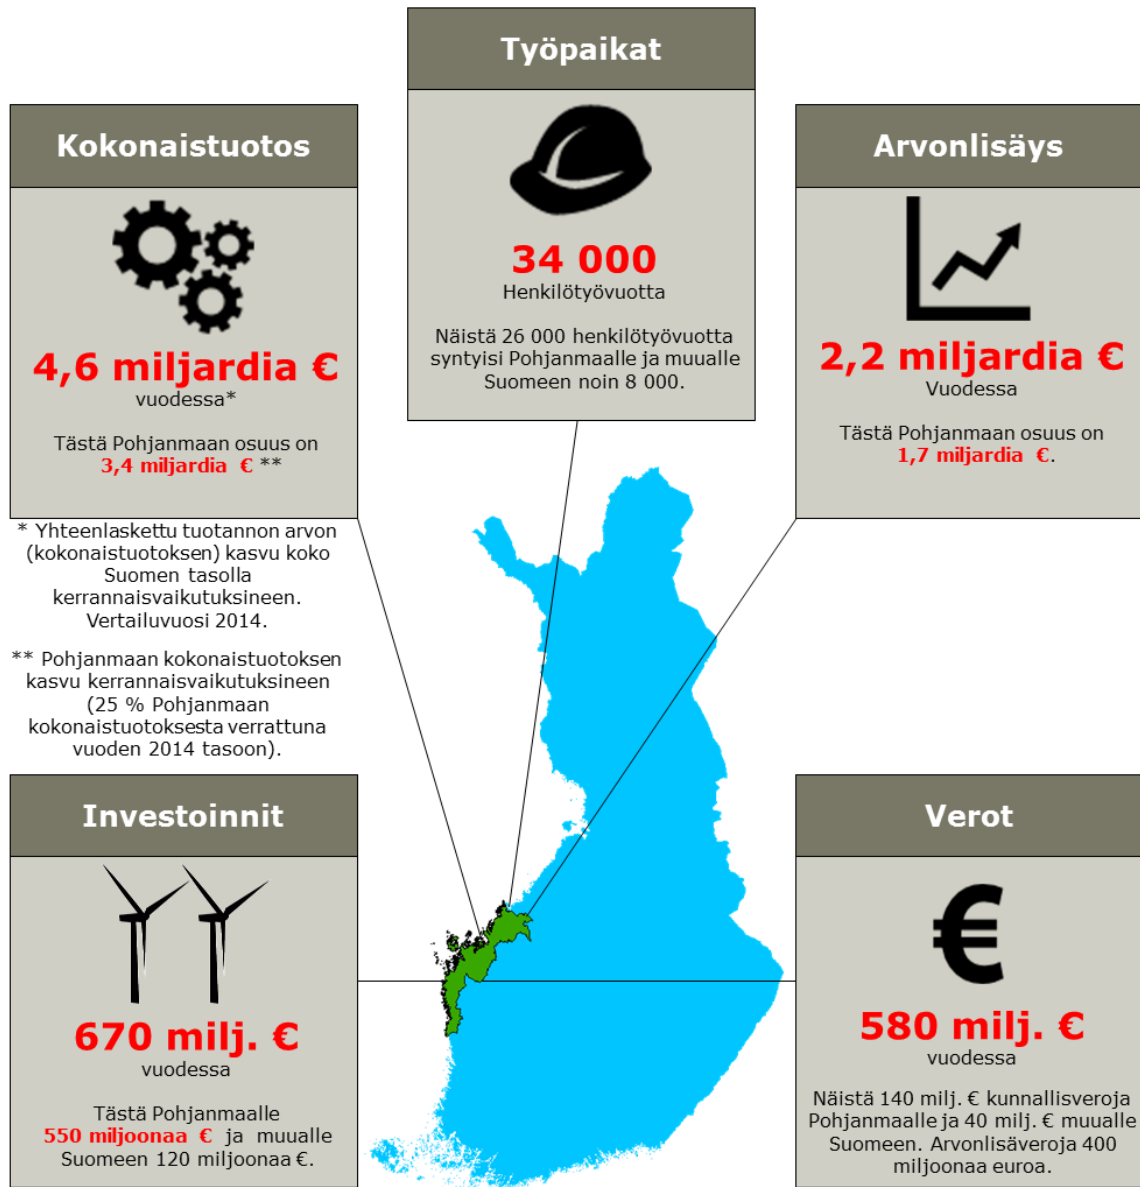 Työpaikat
34 000
Henkilötyövuotta
Näistä 26 000 henkilötyövuotta
syntyisi Pohjanmaalle ja muualle
Suomeen noin 8 000.
Kokonaistuotos
4,6 miljardia €
vuodessa*
Tästä Pohjanmaan osuus on
3,4 miljardia € **
* Yhteenlaskettu tuotannon arvon
(kokonaistuotoksen) kasvu koko
Suomen tasolla
kerrannaisvaikutuksineen.
Vertailuvuosi 2014.
** Pohjanmaan kokonaistuotoksen
kasvu kerrannaisvaikutuksineen
(25 % Pohjanmaan
kokonaistuotoksesta verrattuna
vuoden 2014 tasoon).
Arvonlisäys
2,2 miljardia €
Vuodessa
Tästä Pohjanmaan osuus on
1,7 miljardia €.
Investoinnit
670 milj. €
vuodessa
Tästä Pohjanmaalle
550 miljoonaa € ja muualle
Suomeen 120 miljoonaa €.
Verot
€
580 milj. €
vuodessa
Näistä 140 milj. € kunnallisveroja
Pohjanmaalle ja 40 milj. € muualle
Suomeen. Arvonlisäveroja 400
miljoonaa euroa.